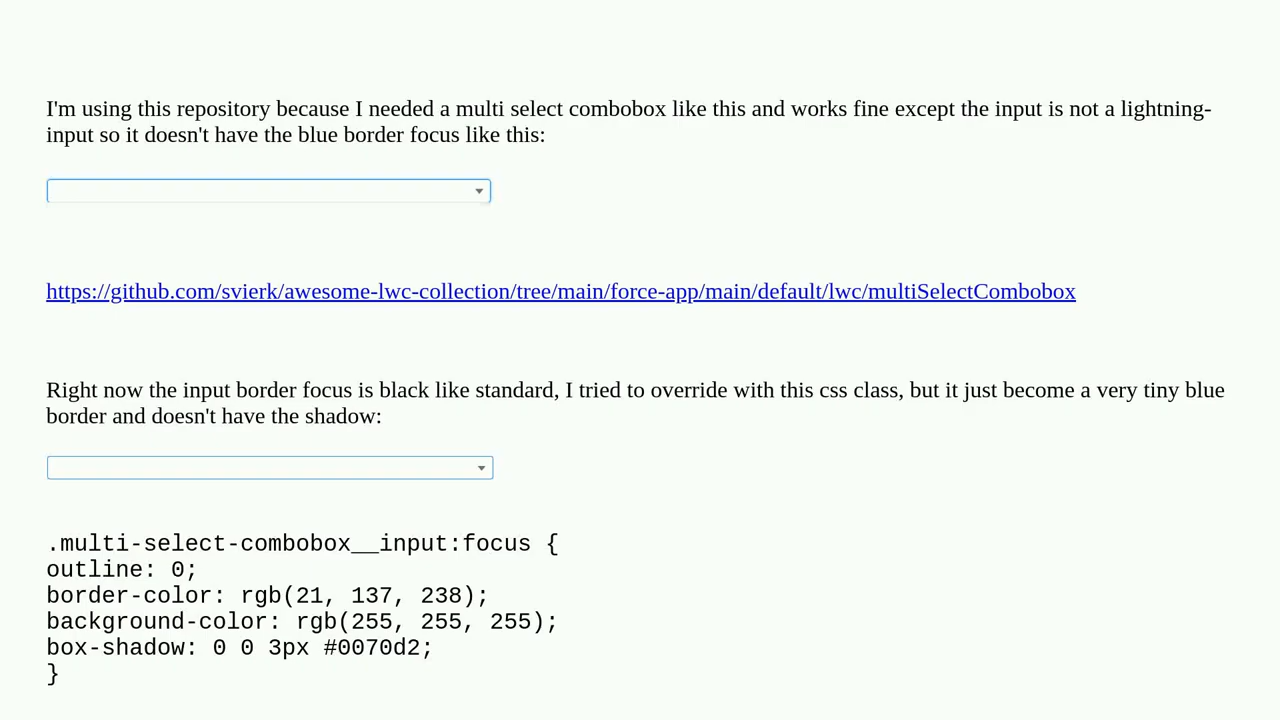 I'm using this repository because I needed a multi select combobox like this and works fine except the input is not a lightning-
input so it doesn't have the blue border focus like this:
https://github.com/svierk/awesome-lwc-collection/tree/main/force-app/main/default/lwc/multiSelectCombobox
Right now the input border focus is black like standard, I tried to override with this css class, but it just become a very tiny blue
border and doesn't have the shadow:
.multi-select-combobox__input:focus {
outline: 0;
border-color: rgb(21, 137, 238);
background-color: rgb(255, 255, 255);
box-shadow: 0 0 3px #0070d2;
}